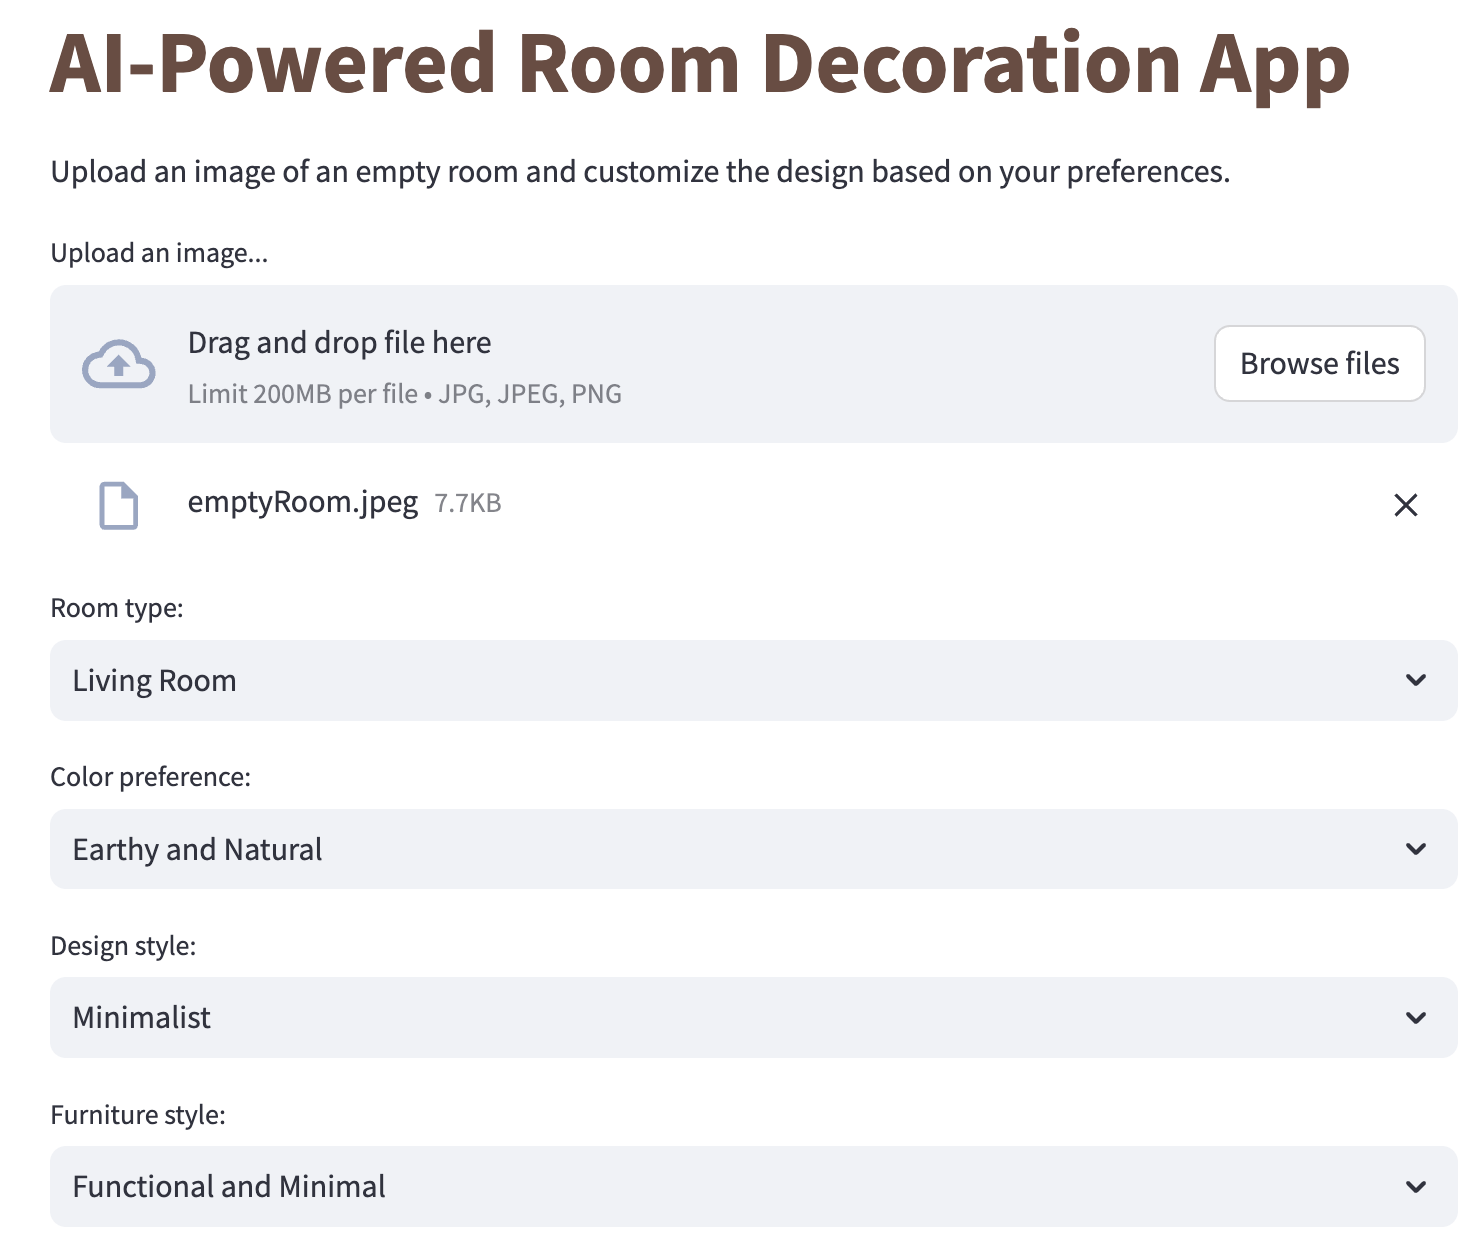 AI-Powered Room Decoration App
Upload an image of an empty room and customize the design based on your preferences.
Upload an image...
Drag and drop file here
Limit 200MB per file • JPG, JPEG, PNG
Browse files
emptyRoom.jpeg 7.7KB
Room type:
Living Room
Color preference:
Earthy and Natural
Design style:
Minimalist
Furniture style:
Functional and Minimal